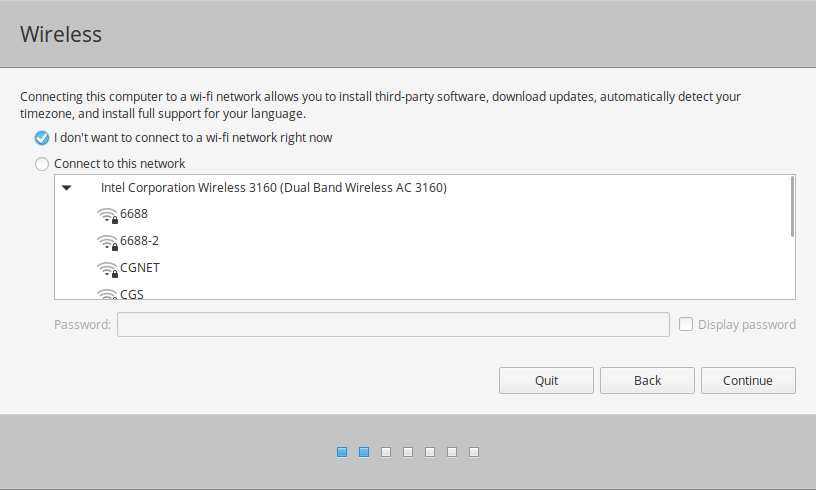 Wireless
Connecting this computer to a wi-fi network allows you to install third-party software, download updates, automatically detect your
timezone, and install full support for your language.
I don't want to connect to a wi-fi network right now
Connect to this network
Intel Corporation Wireless 3160 (Dual Band Wireless AC 3160)
6688
6688-2
CGNET
CGS
Password:
Display password
Quit
Back
Continue